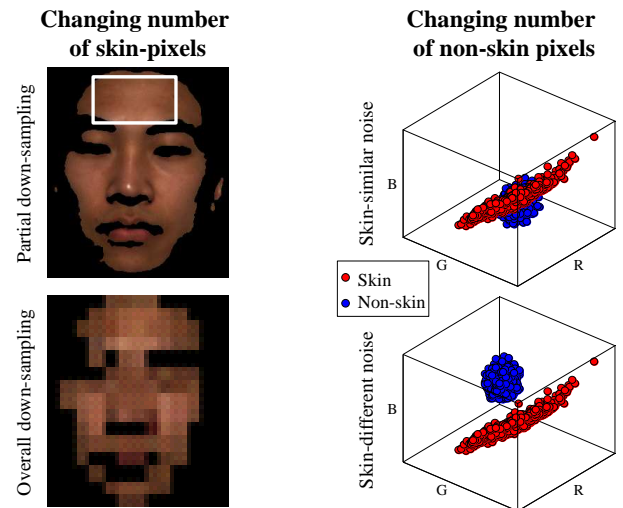 Changing number
of skin-pixels
Changing number
of non-skin pixels
Partial down-sampling
Skin-similar noise
B
G
R
Skin
Non-skin
Overall down-sampling
Skin-different noise
B
G
R